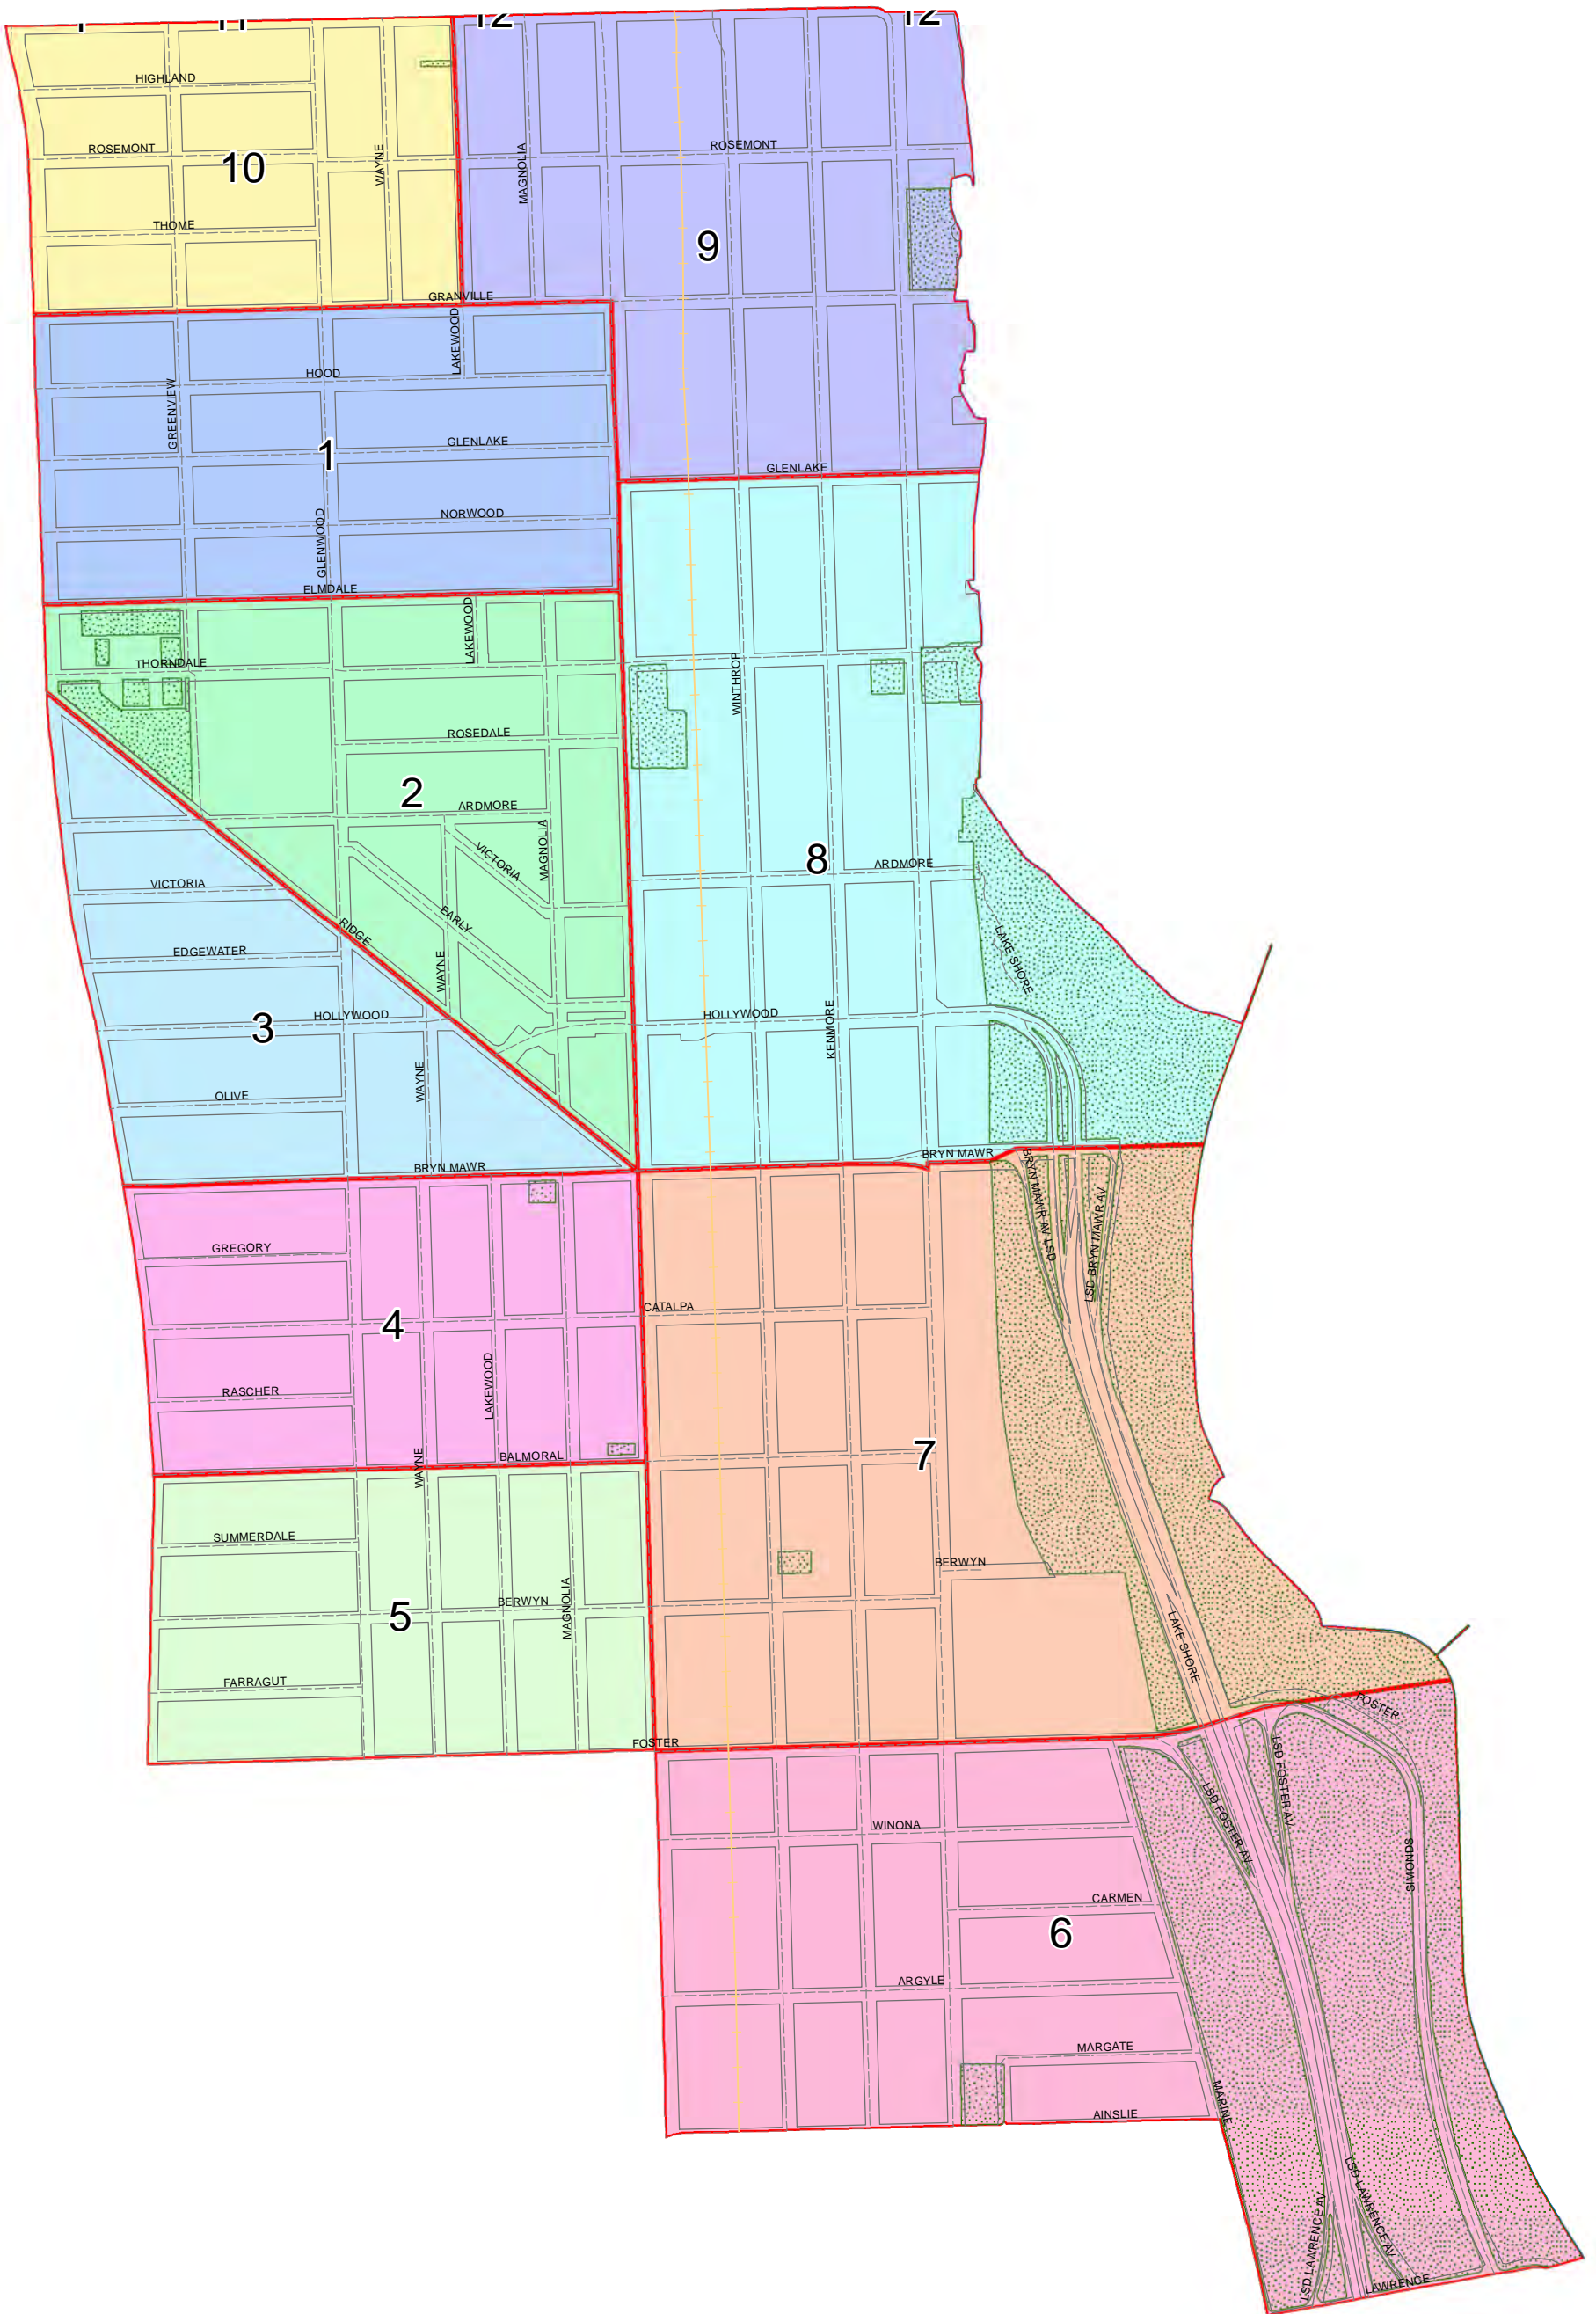 12
12
HIGHLAND
ROSEMONT
10
WAYNE
MAGNOLIA
ROSEMONT
THOME
9
GRANVILLE
LAKEWOOD
HOOD
GREENVIEW
GLENLAKE
1
GLENLAKE
NORWOOD
GLENWOOD
ELMDALE
LAKEWOOD
THORNDALE
WINTHROP
ROSEDALE
2
ARDMORE
MAGNOLIA
VICTORIA
8
ARDMORE
VICTORIA
EARLY
RIDGE
EDGEWATER
WAYNE
LAKE SHORE
3
HOLLYWOOD
HOLLYWOOD
KENMORE
WAYNE
OLIVE
BRYN MAWR
BRYN MAWR
BRYN MAWR AV LSD
LSD BRYN MAWR AV
GREGORY
CATALPA
4
RASCHER
LAKEWOOD
WAYNE
BALMORAL
7
SUMMERDALE
BERWYN
BERWYN
MAGNOLIA
5
LAKE SHORE
FARRAGUT
FOSTER
FOSTER
LSD FOSTER AV
LSD FOSTER AV
WINONA
SIMONDS
CARMEN
6
ARGYLE
MARGATE
MARINE
AINSLIE
LSD LAWRENCE AV
LSD LAWRENCE AV
LAWRENCE